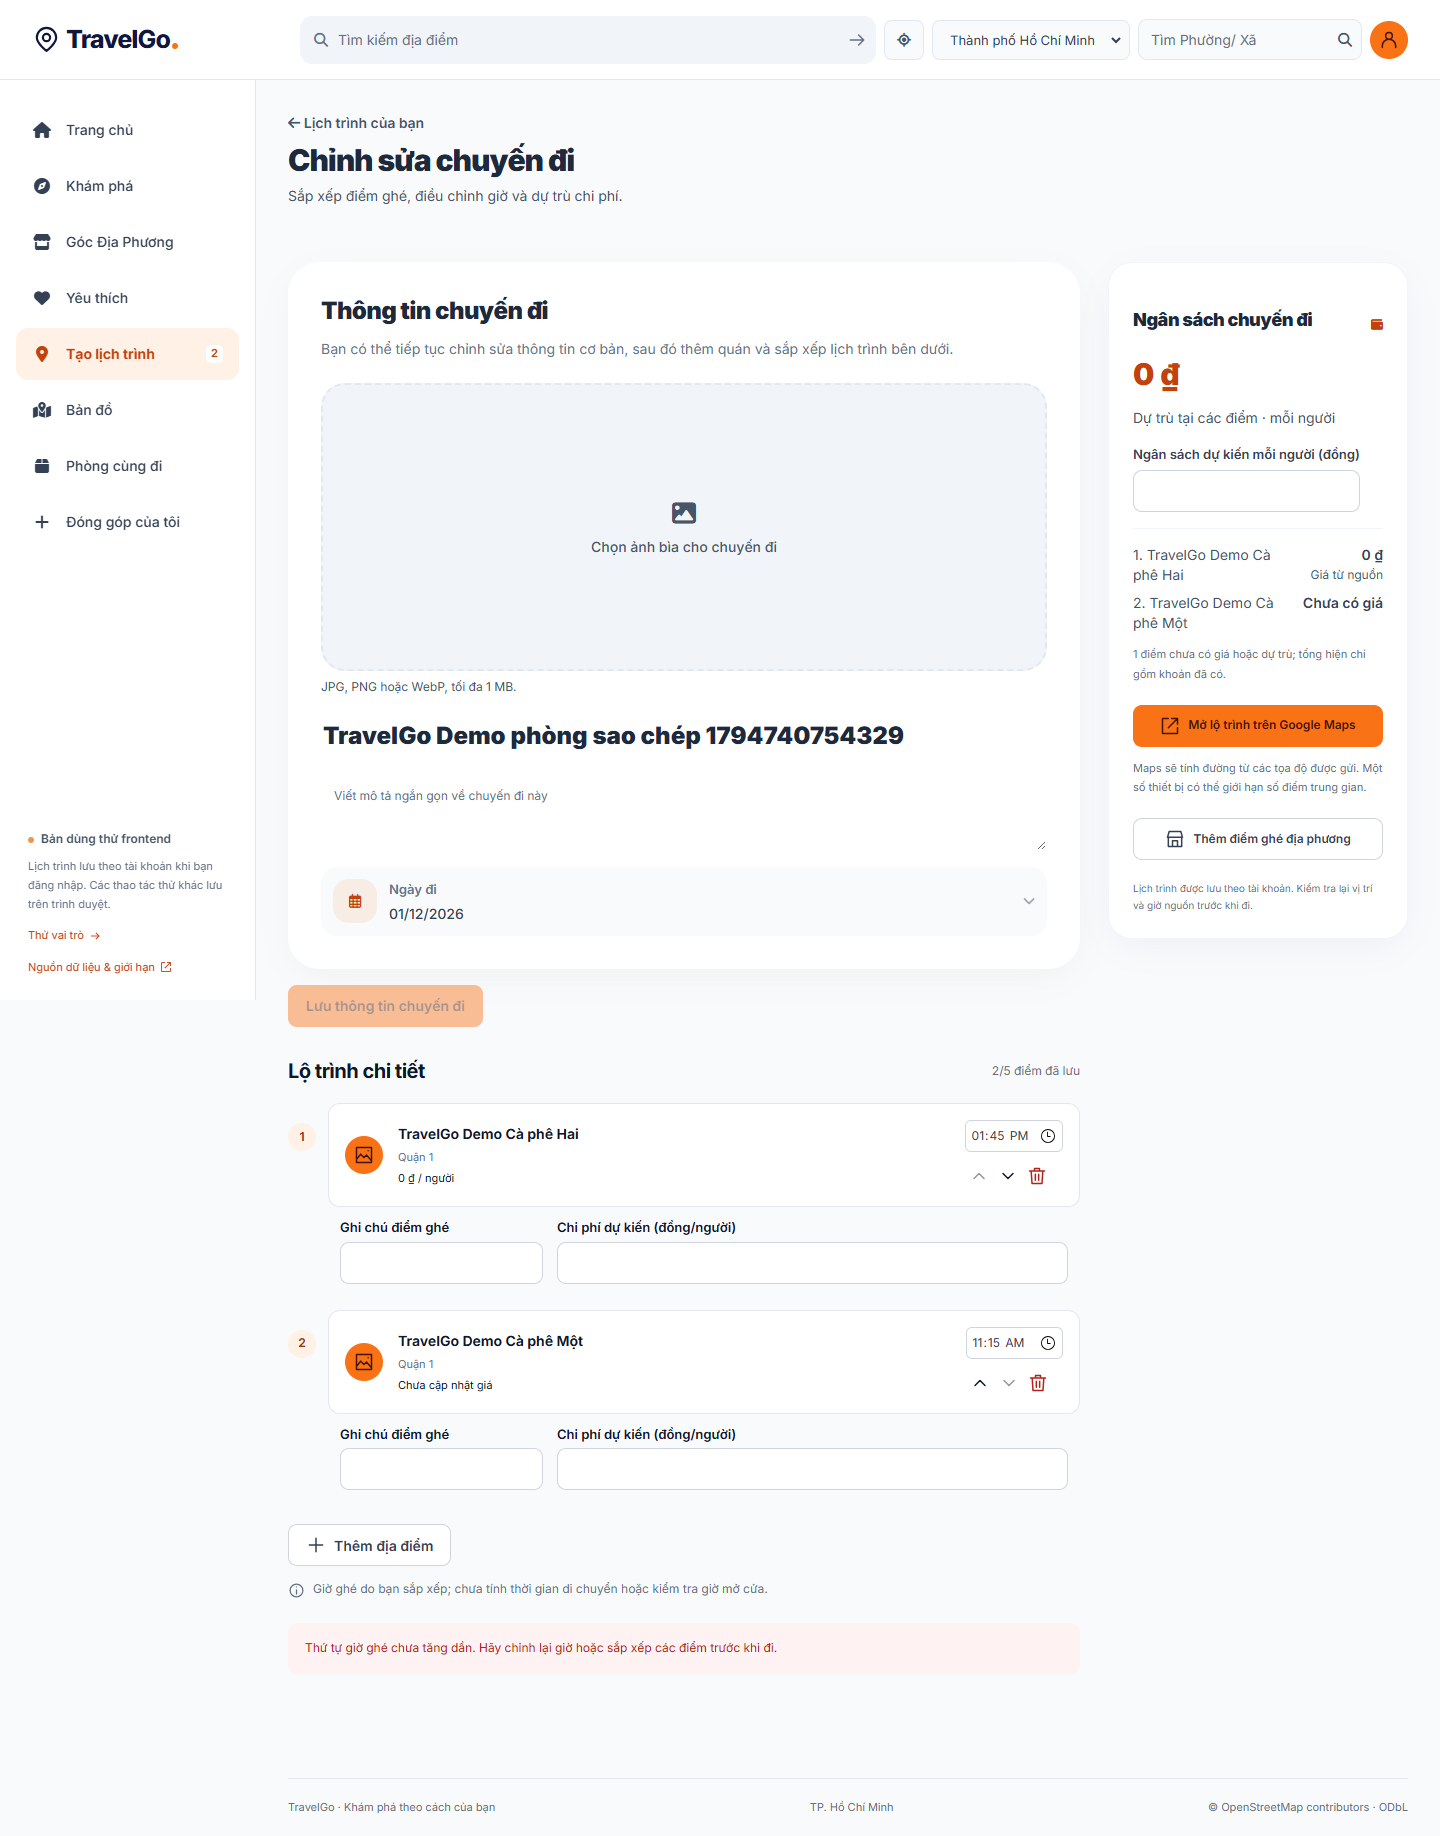 TravelGo.
Tìm kiếm địa điểm
Thành phố Hồ Chí Minh
Tìm Phường/ Xã
Trang chủ
Khám phá
Góc Địa Phương
Yêu thích
Tạo lịch trình 2
Bản đồ
Phòng cùng đi
Đóng góp của tôi
Bản dùng thử frontend
Lịch trình lưu theo tài khoản khi bạn
đăng nhập. Các thao tác thử khác lưu
trên trình duyệt.
Thử vai trò
Nguồn dữ liệu & giới hạn
Lịch trình của bạn
Chỉnh sửa chuyến đi
Sắp xếp điểm ghé, điều chỉnh giờ và dự trù chi phí.
Thông tin chuyến đi
Bạn có thể tiếp tục chỉnh sửa thông tin cơ bản, sau đó thêm quán và sắp xếp lịch trình bên dưới.
Chọn ảnh bìa cho chuyến đi
JPG, PNG hoặc WebP, tối đa 1 MB.
TravelGo Demo phòng sao chép 1794740754329
Viết mô tả ngắn gọn về chuyến đi này
Ngày đi
01/12/2026
Lưu thông tin chuyến đi
Lộ trình chi tiết
2/5 điểm đã lưu
1
TravelGo Demo Cà phê Hai
Quận 1
0 ₫ / người
01:45 PM
Ghi chú điểm ghé
Chi phí dự kiến (đồng/người)
2
TravelGo Demo Cà phê Một
Quận 1
Chưa cập nhật giá
11:15 AM
Ghi chú điểm ghé
Chi phí dự kiến (đồng/người)
Thêm địa điểm
Giờ ghé do bạn sắp xếp; chưa tính thời gian di chuyển hoặc kiểm tra giờ mở cửa.
Thứ tự giờ ghé chưa tăng dần. Hãy chỉnh lại giờ hoặc sắp xếp các điểm trước khi đi.
Ngân sách chuyến đi
0 ₫
Dự trù tại các điểm · mỗi người
Ngân sách dự kiến mỗi người (đồng)
1. TravelGo Demo Cà
phê Hai
0 ₫
Giá từ nguồn
2. TravelGo Demo Cà
phê Một
Chưa có giá
1 điểm chưa có giá hoặc dự trù; tổng hiện chỉ
gồm khoản đã có.
Mở lộ trình trên Google Maps
Maps sẽ tính đường từ các tọa độ được gửi. Một
số thiết bị có thể giới hạn số điểm trung gian.
Thêm điểm ghé địa phương
Lịch trình được lưu theo tài khoản. Kiểm tra lại vị trí
và giờ nguồn trước khi đi.
TravelGo · Khám phá theo cách của bạn
TP. Hồ Chí Minh
© OpenStreetMap contributors · ODbL